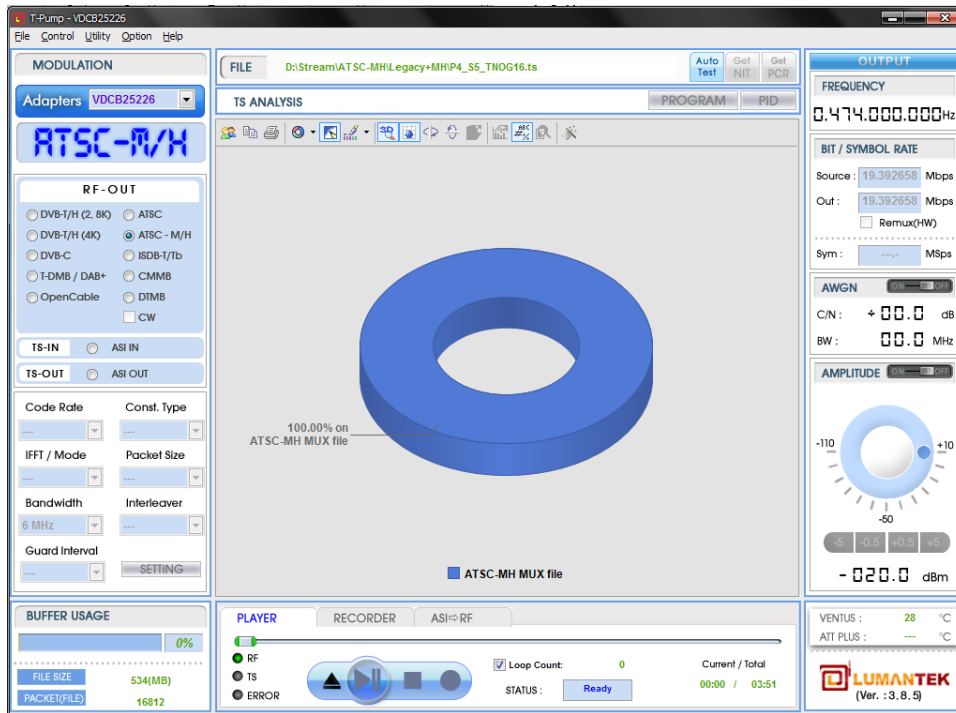 T-Pump - VDCB25226
File Control Utility Option Help
MODULATION
Adapters VDCB25226
ATSC-M/H
RF-OUT
DVB-T/H (2, 8K) ATSC
DVB-T/H (4K) ATSC - M/H
DVB-C ISDB-T/Tb
T-DMB / DAB+ CMMB
OpenCable DTMB
CW
TS-IN ASI IN
TS-OUT ASI OUT
Code Rate Const. Type
--- ---
IFFT / Mode Packet Size
--- ---
Bandwidth Interleaver
6 MHz ---
Guard Interval
--- SETTING
BUFFER USAGE
0%
FILE SIZE 534(MB)
PACKET(FILE) 16812
FILE D:\Stream\ATSC-MH\Legacy+MH\P4_S5_TNOG16.ts
Auto Test Get NIT Get PCR
TS ANALYSIS PROGRAM PID
3D ABC #%
100.00% on
ATSC-MH MUX file
ATSC-MH MUX file
PLAYER RECORDER ASI⇨RF
RF
TS
ERROR
Loop Count: 0
STATUS : Ready
Current / Total
00:00 / 03:51
OUTPUT
FREQUENCY
0.474.000.000Hz
BIT / SYMBOL RATE
Source : 19.392658 Mbps
Out : 19.392658 Mbps
Remux(HW)
Sym : ---.- MSps
AWGN ON OFF
C/N : +00.0 dB
BW : 00.0 MHz
AMPLITUDE ON OFF
-110 +10
-50
-5 -0.5 +0.5 +5
-020.0 dBm
VENTUS : 28 °C
ATT PLUS : --- °C
LUMANTEK
(Ver. :3.8.5)